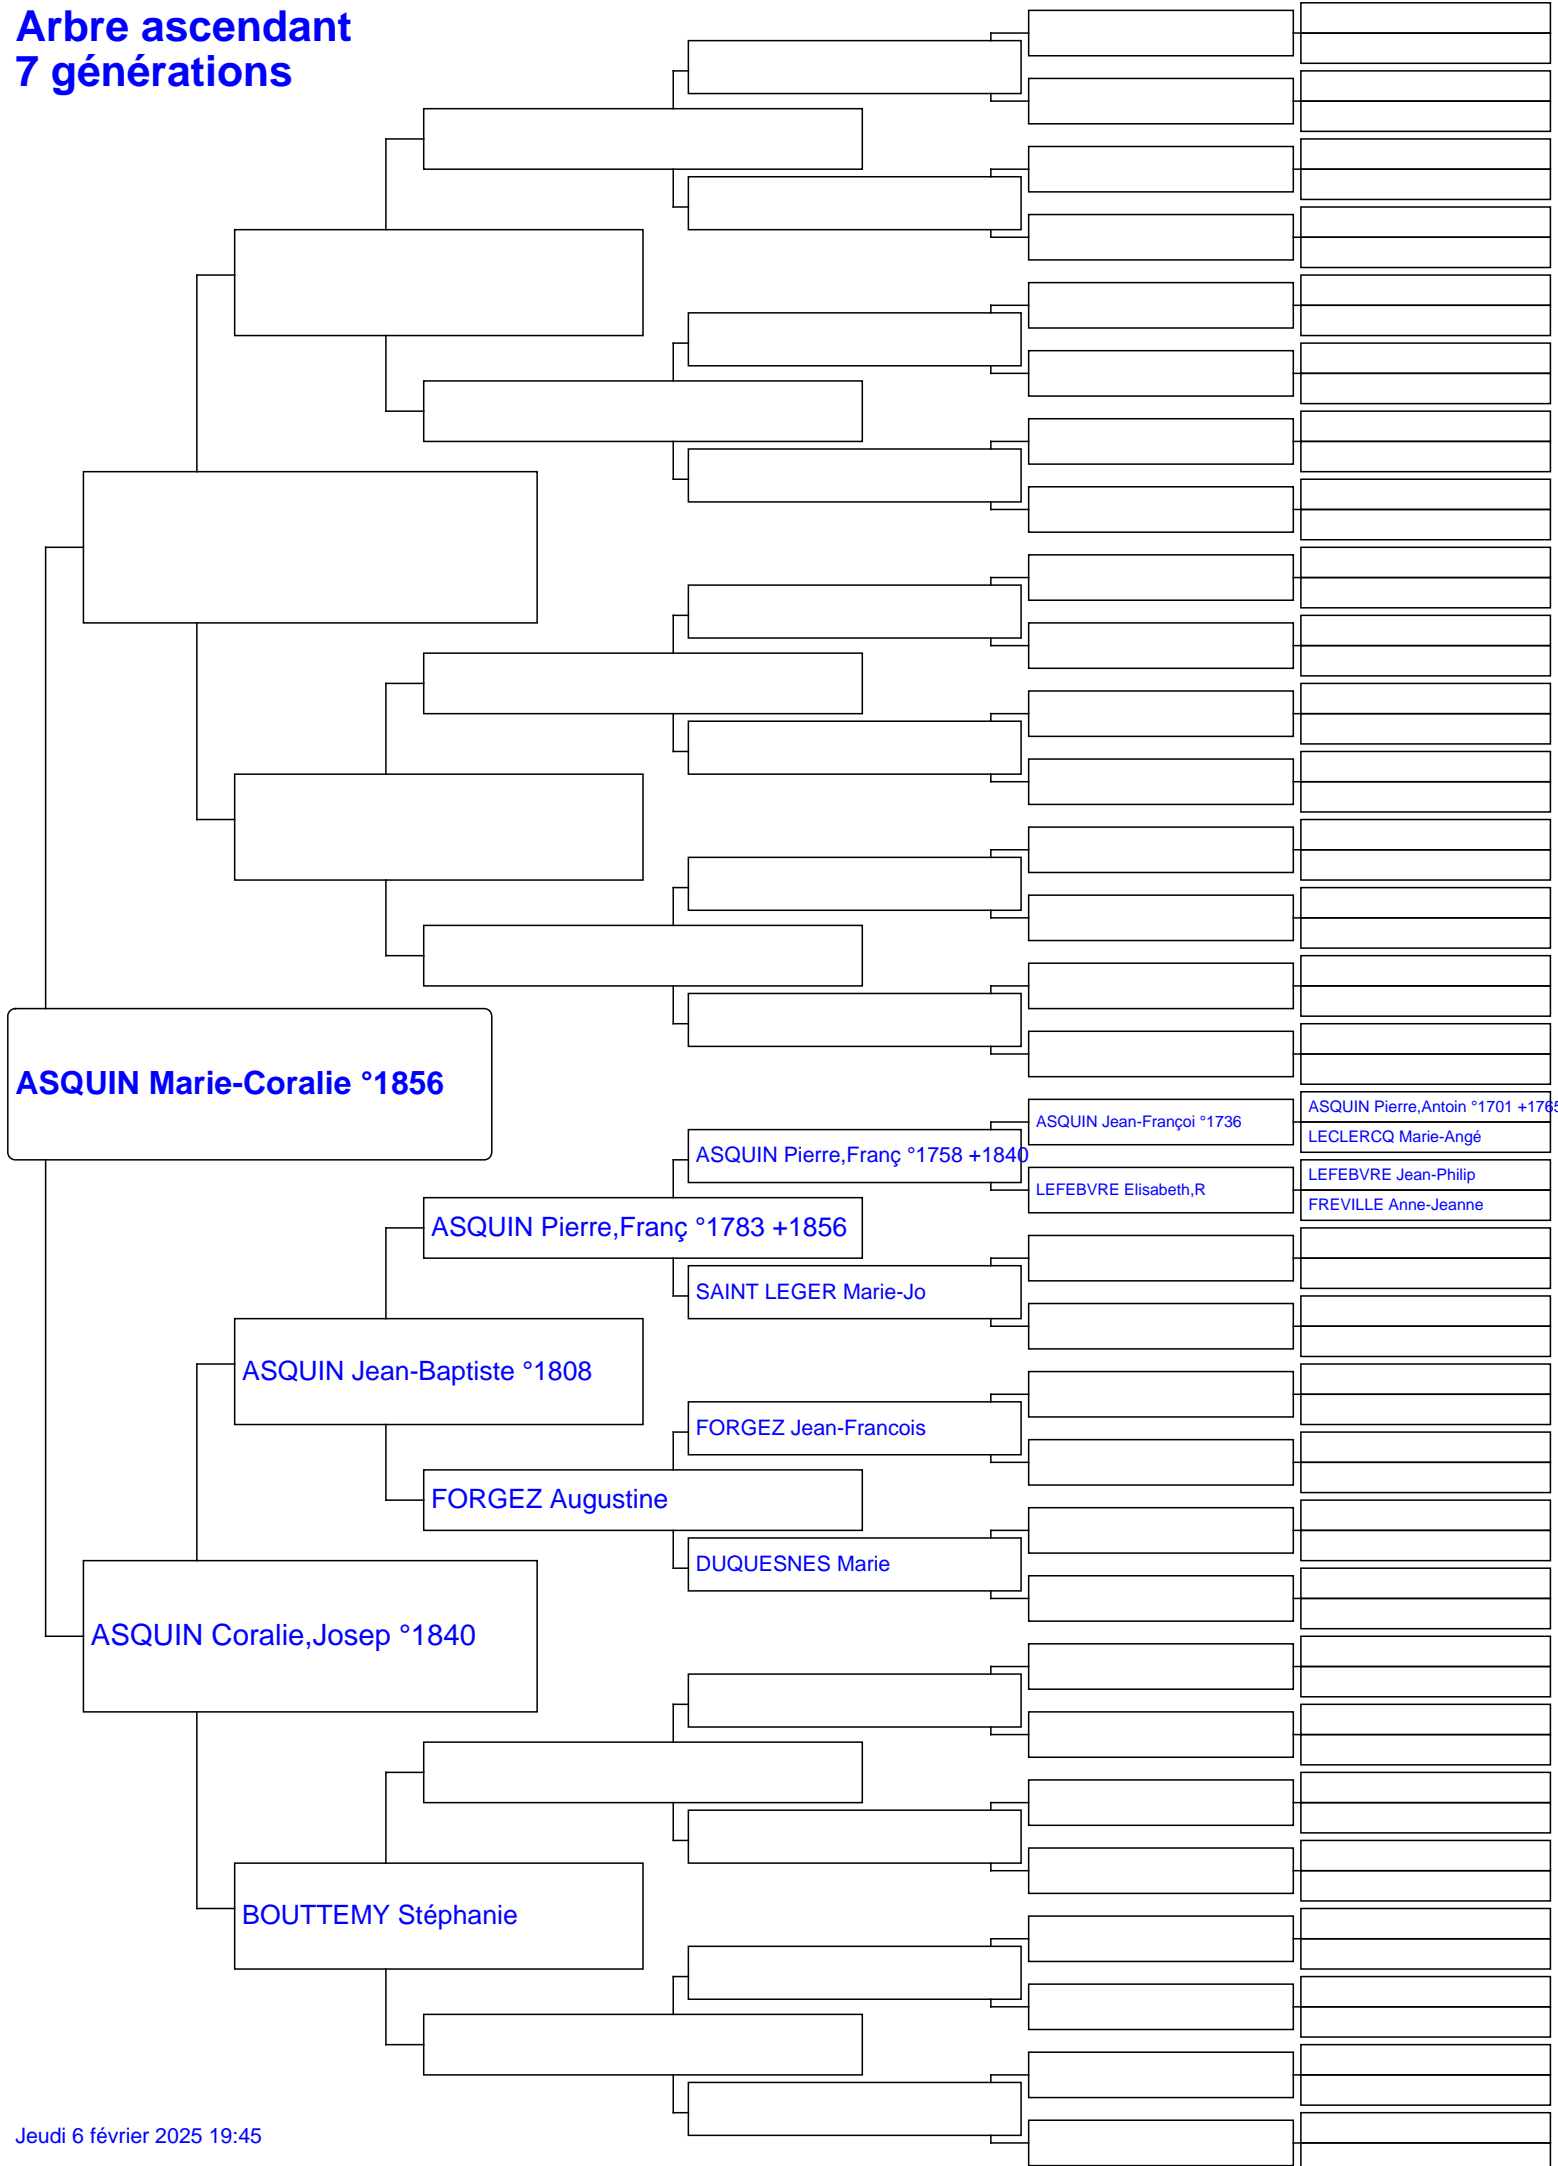 Arbre ascendant
7 générations
ASQUIN Marie-Coralie °1856
ASQUIN Pierre,Antoin °1701 +1765
ASQUIN Jean-Françoi °1736
LECLERCQ Marie-Angé
ASQUIN Pierre,Franç °1758 +1840
LEFEBVRE Jean-Philip
LEFEBVRE Elisabeth,R
FREVILLE Anne-Jeanne
ASQUIN Pierre,Franç °1783 +1856
SAINT LEGER Marie-Jo
ASQUIN Jean-Baptiste °1808
FORGEZ Jean-Francois
FORGEZ Augustine
DUQUESNES Marie
ASQUIN Coralie,Josep °1840
BOUTTEMY Stéphanie
Jeudi 6 février 2025 19:45